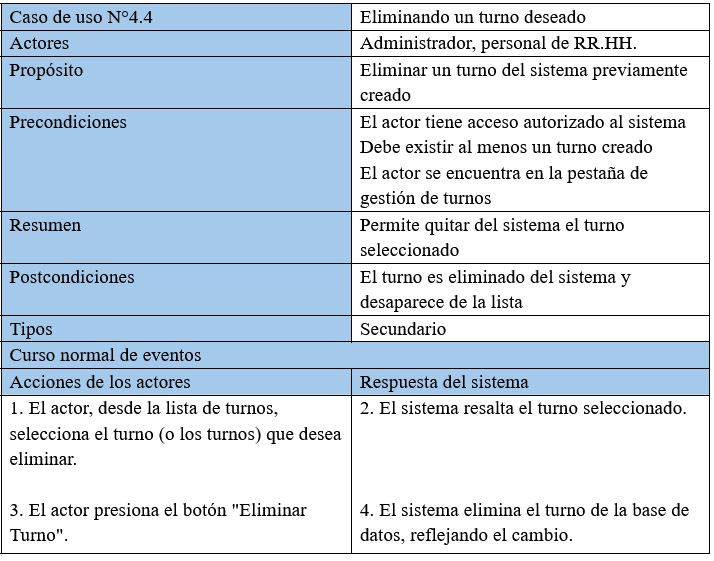 Caso de uso N°4.4
Eliminando un turno deseado
Actores
Administrador, personal de RR.HH.
Propósito
Eliminar un turno del sistema previamente
creado
Precondiciones
El actor tiene acceso autorizado al sistema
Debe existir al menos un turno creado
El actor se encuentra en la pestaña de
gestión de turnos
Resumen
Permite quitar del sistema el turno
seleccionado
Postcondiciones
El turno es eliminado del sistema y
desaparece de la lista
Tipos
Secundario
Curso normal de eventos
Acciones de los actores
Respuesta del sistema
1. El actor, desde la lista de turnos,
selecciona el turno (o los turnos) que desea
eliminar.
2. El sistema resalta el turno seleccionado.
3. El actor presiona el botón "Eliminar
Turno".
4. El sistema elimina el turno de la base de
datos, reflejando el cambio.